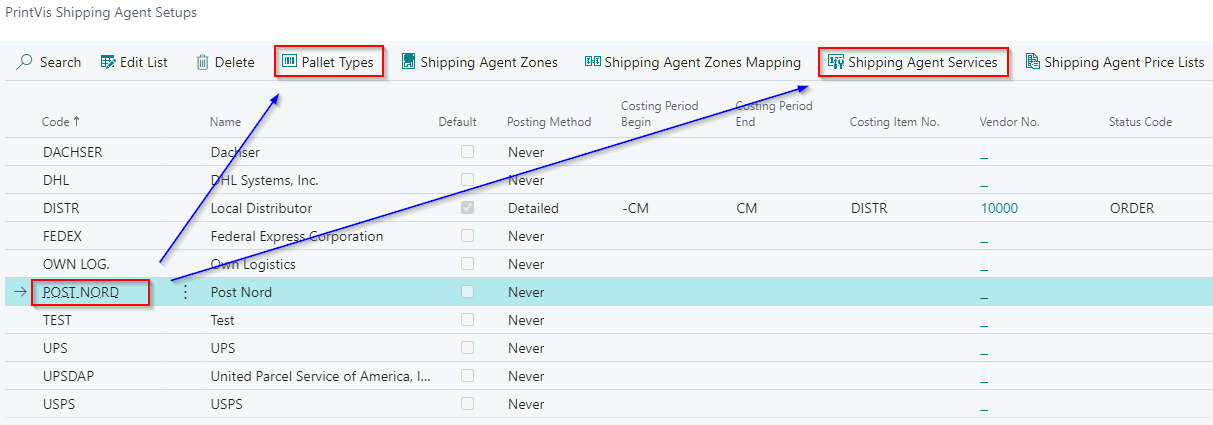 PrintVis Shipping Agent Setups
Search Edit List Delete Pallet Types Shipping Agent Zones Shipping Agent Zones Mapping Shipping Agent Services Shipping Agent Price Lists
Costing Period Costing Period
Code ↑ Name Default Posting Method Begin End Costing Item No. Vendor No. Status Code
DACHSER Dachser Never _
DHL DHL Systems, Inc. Never _
DISTR Local Distributor Detailed -CM CM DISTR 10000 ORDER
FEDEX Federal Express Corporation Never _
OWN LOG. Own Logistics Never _
POST NORD Post Nord Never _
TEST Test Never _
UPS UPS Never _
UPSDAP United Parcel Service of America, I... Never _
USPS USPS Never _